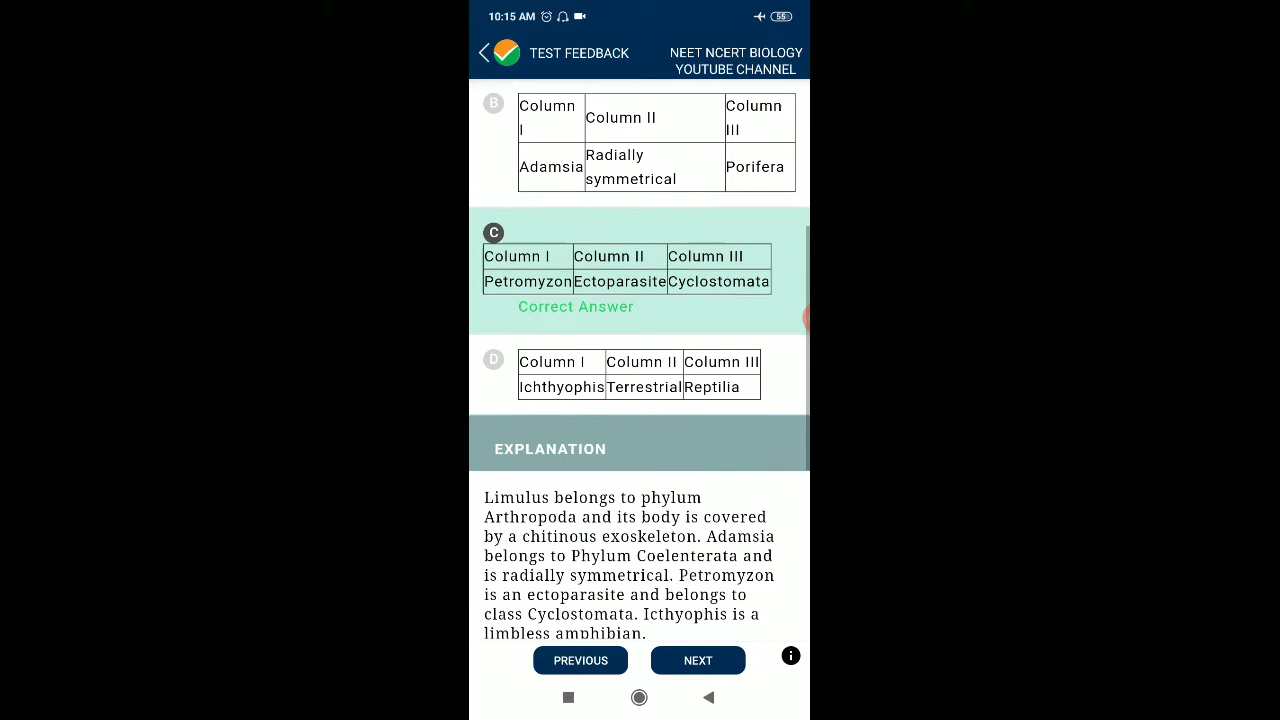 10:15 AM
55
TEST FEEDBACK
NEET NCERT BIOLOGY
YOUTUBE CHANNEL
B
Column I | Column II | Column III
Adamsia | Radially symmetrical | Porifera
C
Column I | Column II | Column III
Petromyzon | Ectoparasite | Cyclostomata
Correct Answer
D
Column I | Column II | Column III
Ichthyophis | Terrestrial | Reptilia
EXPLANATION
Limulus belongs to phylum
Arthropoda and its body is covered
by a chitinous exoskeleton. Adamsia
belongs to Phylum Coelenterata and
is radially symmetrical. Petromyzon
is an ectoparasite and belongs to
class Cyclostomata. Icthyophis is a
limbless amphibian.
PREVIOUS
NEXT